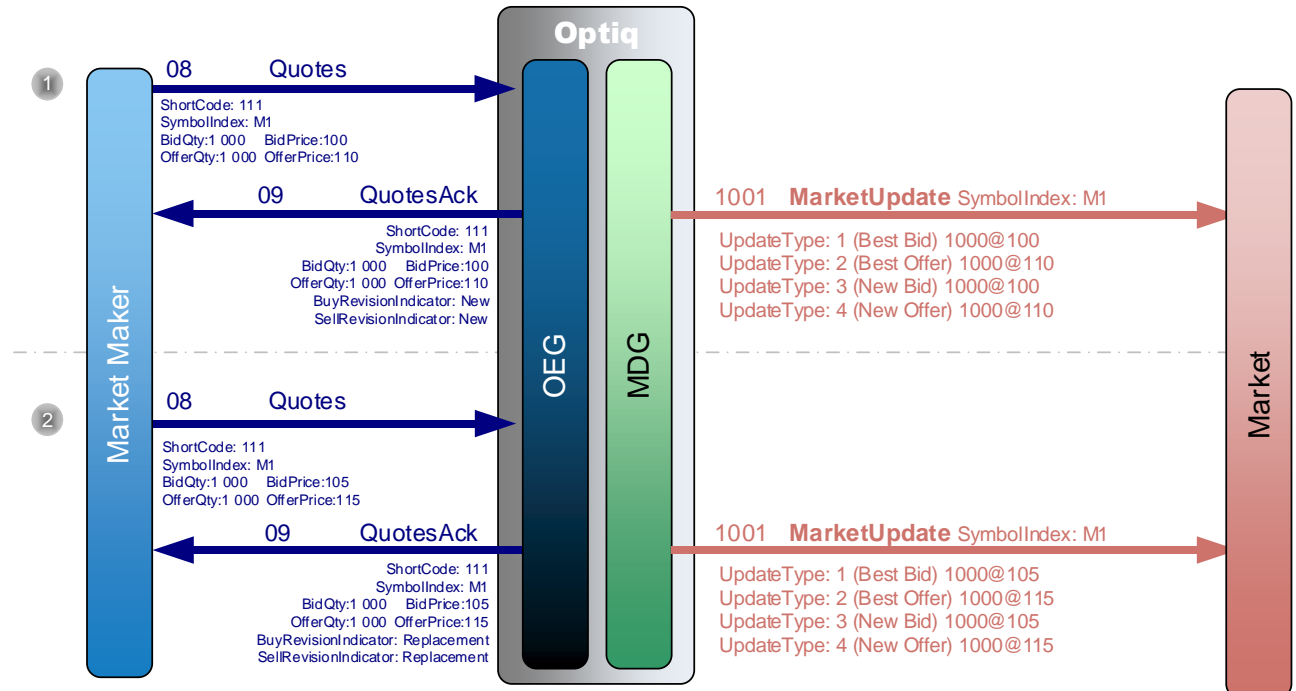 Optiq
1
08 Quotes
ShortCode: 111
SymbolIndex: M1
BidQty:1 000 BidPrice:100
OfferQty:1 000 OfferPrice:110
09 QuotesAck
ShortCode: 111
SymbolIndex: M1
BidQty:1 000 BidPrice:100
OfferQty:1 000 OfferPrice:110
BuyRevisionIndicator: New
SellRevisionIndicator: New
1001 MarketUpdate SymbolIndex: M1
UpdateType: 1 (Best Bid) 1000@100
UpdateType: 2 (Best Offer) 1000@110
UpdateType: 3 (New Bid) 1000@100
UpdateType: 4 (New Offer) 1000@110
Market Maker
OEG
MDG
Market
2
08 Quotes
ShortCode: 111
SymbolIndex: M1
BidQty:1 000 BidPrice:105
OfferQty:1 000 OfferPrice:115
09 QuotesAck
ShortCode: 111
SymbolIndex: M1
BidQty:1 000 BidPrice:105
OfferQty:1 000 OfferPrice:115
BuyRevisionIndicator: Replacement
SellRevisionIndicator: Replacement
1001 MarketUpdate SymbolIndex: M1
UpdateType: 1 (Best Bid) 1000@105
UpdateType: 2 (Best Offer) 1000@115
UpdateType: 3 (New Bid) 1000@105
UpdateType: 4 (New Offer) 1000@115